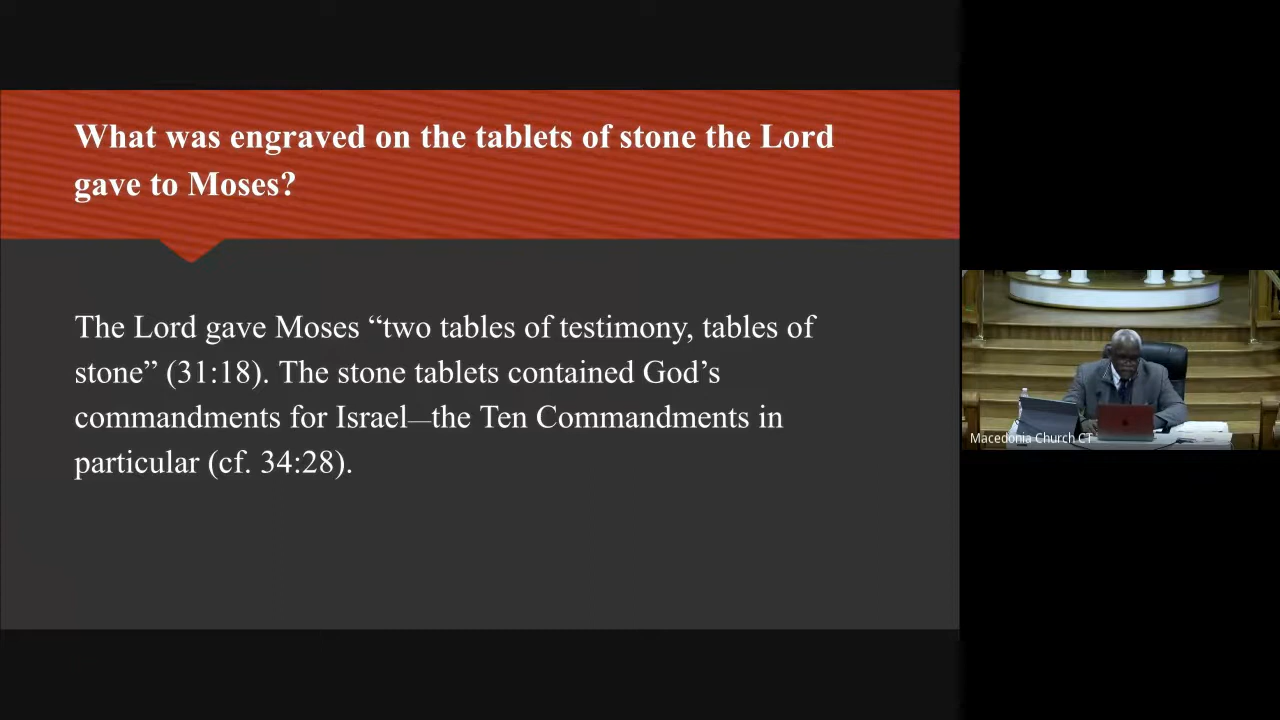 What was engraved on the tablets of stone the Lord
gave to Moses?
The Lord gave Moses “two tables of testimony, tables of
stone” (31:18). The stone tablets contained God’s
commandments for Israel—the Ten Commandments in
particular (cf. 34:28).
Macedonia Church CT